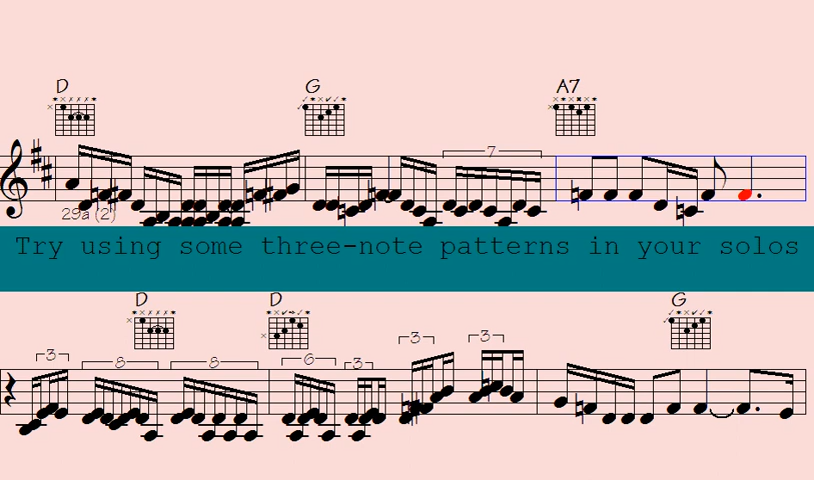 D G A7
7
29a (2)
Try using some three-note patterns in your solos
D D G
3 8 8 6 3 3 3